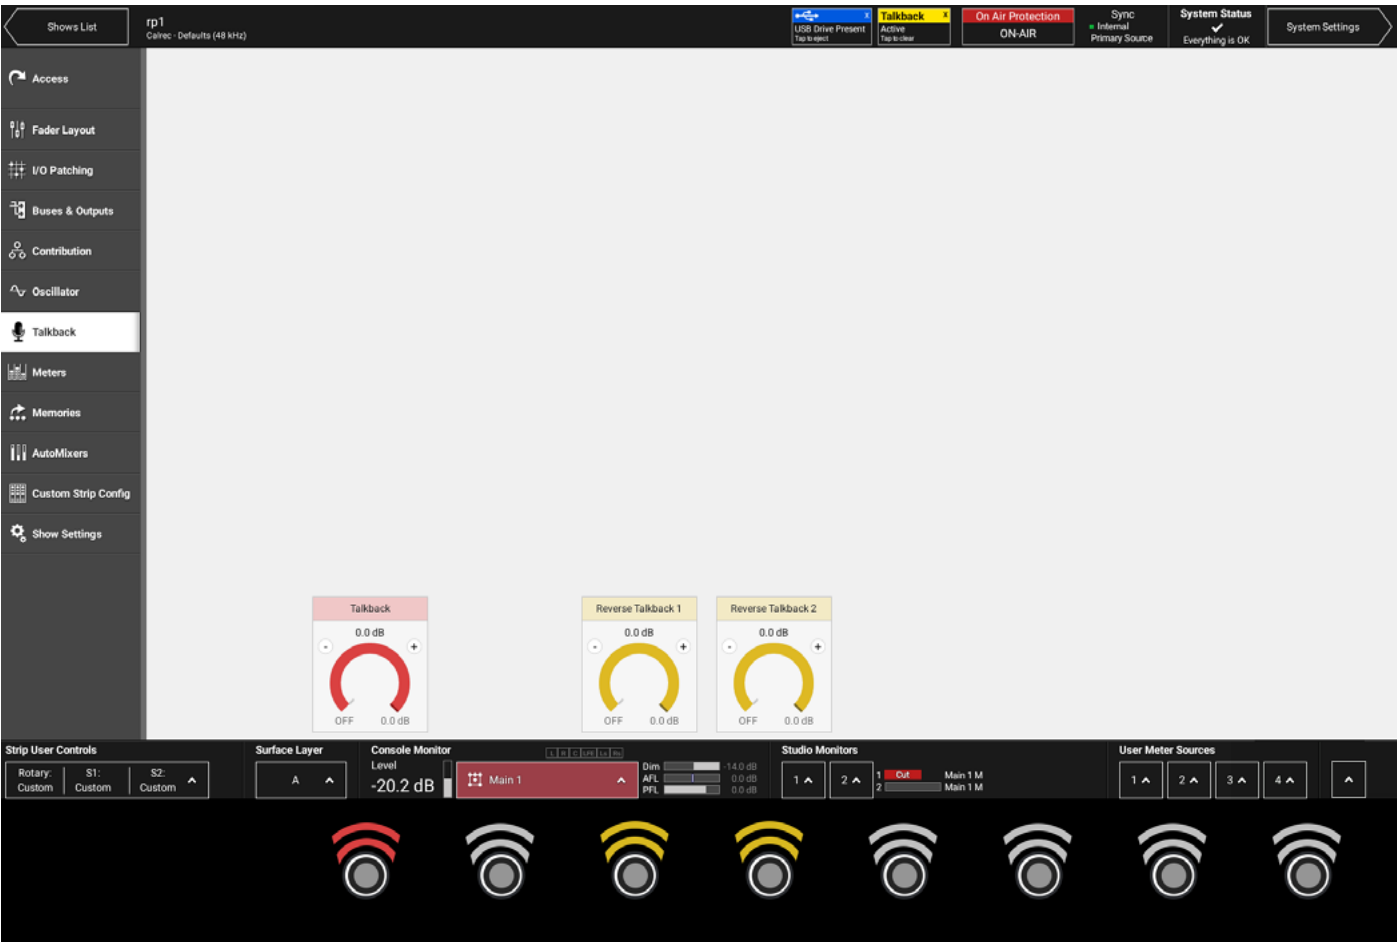 Shows List
rp1
Calrec - Defaults (48 kHz)
X
USB Drive Present
Tap to eject
Talkback X
Active
Tap to clear
On Air Protection
ON-AIR
Sync
Internal
Primary Source
System Status
Everything is OK
System Settings
Access
Fader Layout
I/O Patching
Buses & Outputs
Contribution
Oscillator
Talkback
Meters
Memories
AutoMixers
Custom Strip Config
Show Settings
Talkback
0.0 dB
- +
OFF 0.0 dB
Reverse Talkback 1
0.0 dB
- +
OFF 0.0 dB
Reverse Talkback 2
0.0 dB
- +
OFF 0.0 dB
Strip User Controls
Rotary: Custom
S1: Custom
S2: Custom
Surface Layer
A
Console Monitor
L R C LFE Ls Rs
Level
-20.2 dB
Main 1
Dim -14.0 dB
AFL 0.0 dB
PFL 0.0 dB
Studio Monitors
1 2
1 Cut Main 1 M
2 Main 1 M
User Meter Sources
1 2 3 4